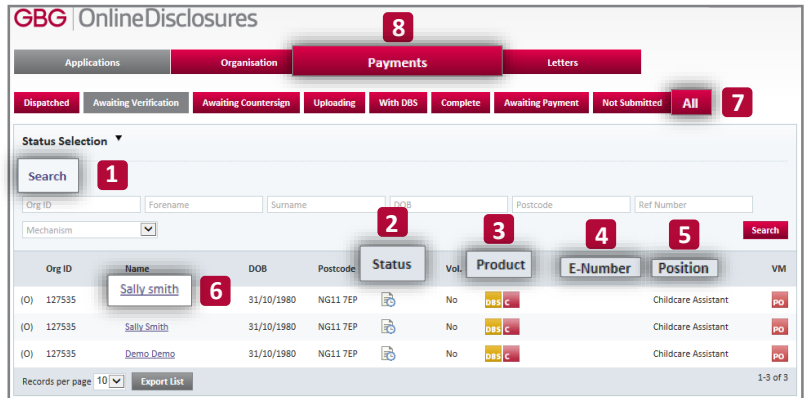 GBG OnlineDisclosures
8
Applications Organisation Payments Letters
Dispatched Awaiting Verification Awaiting Countersign Uploading With DBS Complete Awaiting Payment Not Submitted All 7
Status Selection
Search 1
Org ID Forename Surname DOB Postcode Ref Number
Mechanism Search
2 3 4 5
Org ID Name DOB Postcode Status Vol. Product E-Number Position VM
(O) 127535 Sally smith 6 31/10/1980 NG11 7EP No DBS C Childcare Assistant PO
(O) 127535 Sally Smith 31/10/1980 NG11 7EP No DBS C Childcare Assistant PO
(O) 127535 Demo Demo 31/10/1980 NG11 7EP No DBS C Childcare Assistant PO
Records per page 10 Export List 1-3 of 3